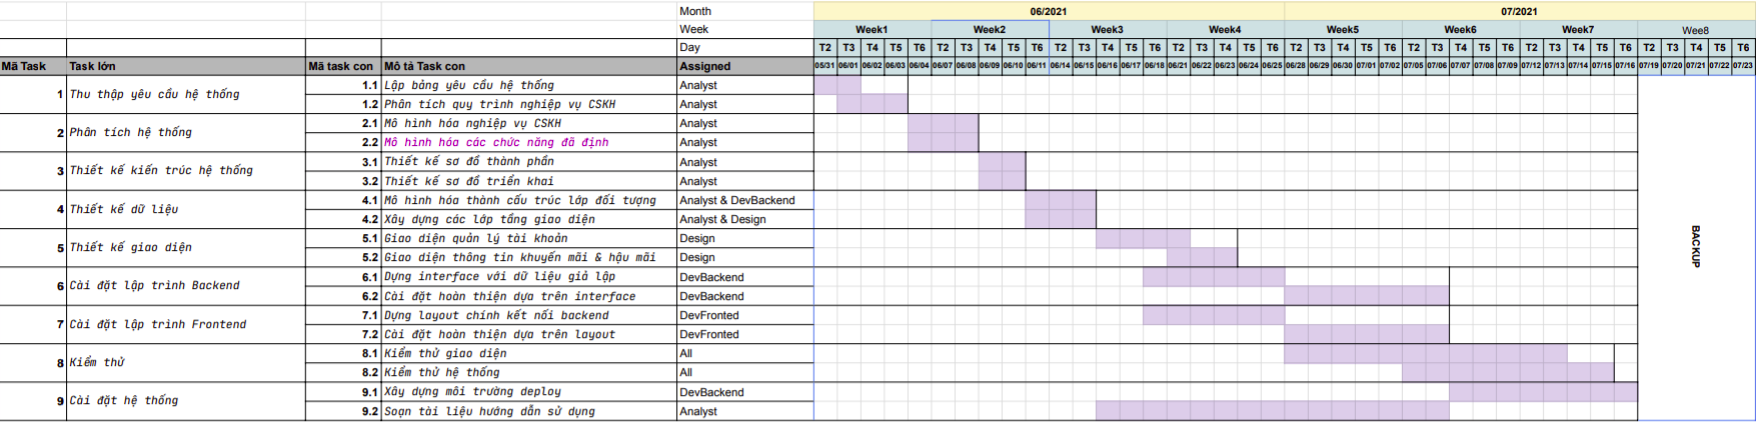 Month 06/2021 07/2021
Week Week1 Week2 Week3 Week4 Week5 Week6 Week7 Wee8
Day T2 T3 T4 T5 T6 T2 T3 T4 T5 T6 T2 T3 T4 T5 T6 T2 T3 T4 T5 T6 T2 T3 T4 T5 T6 T2 T3 T4 T5 T6 T2 T3 T4 T5 T6 T2 T3 T4 T5 T6
Mã Task Task lớn Mã task con Mô tả Task con Assigned 05/31 06/01 06/02 06/03 06/04 06/07 06/08 06/09 06/10 06/11 06/14 06/15 06/16 06/17 06/18 06/21 06/22 06/23 06/24 06/25 06/28 06/29 06/30 07/01 07/02 07/05 07/06 07/07 07/08 07/09 07/12 07/13 07/14 07/15 07/16 07/19 07/20 07/21 07/22 07/23
1 Thu thập yêu cầu hệ thống
1.1 Lập bảng yêu cầu hệ thống Analyst
1.2 Phân tích quy trình nghiệp vụ CSKH Analyst
2 Phân tích hệ thống
2.1 Mô hình hóa nghiệp vụ CSKH Analyst
2.2 Mô hình hóa các chức năng đã định Analyst
3 Thiết kế kiến trúc hệ thống
3.1 Thiết kế sơ đồ thành phần Analyst
3.2 Thiết kế sơ đồ triển khai Analyst
4 Thiết kế dữ liệu
4.1 Mô hình hóa thành cấu trúc lớp đối tượng Analyst & DevBackend
4.2 Xây dựng các lớp tầng giao diện Analyst & Design
5 Thiết kế giao diện
5.1 Giao diện quản lý tài khoản Design
5.2 Giao diện thông tin khuyến mãi & hậu mãi Design
6 Cài đặt lập trình Backend
6.1 Dựng interface với dữ liệu giả lập DevBackend
6.2 Cài đặt hoàn thiện dựa trên interface DevBackend
7 Cài đặt lập trình Frontend
7.1 Dựng layout chính kết nối backend DevFronted
7.2 Cài đặt hoàn thiện dựa trên layout DevFronted
8 Kiểm thử
8.1 Kiểm thử giao diện All
8.2 Kiểm thử hệ thống All
9 Cài đặt hệ thống
9.1 Xây dựng môi trường deploy DevBackend
9.2 Soạn tài liệu hướng dẫn sử dụng Analyst
BACKUP